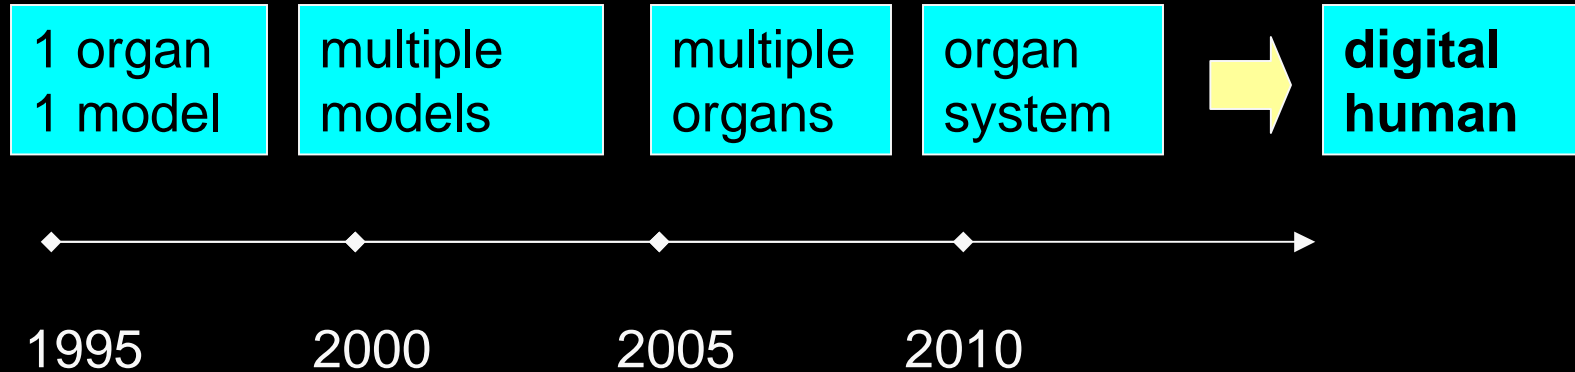 1 organ
1 model
multiple
models
multiple
organs
organ
system
digital
human
1995 2000 2005 2010